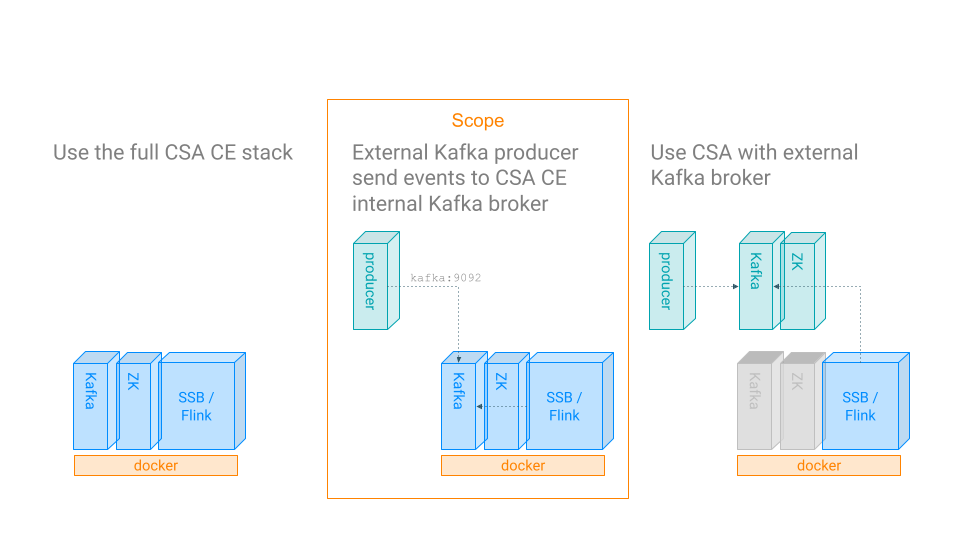 Use the full CSA CE stack
Kafka
ZK
SSB /
Flink
docker
Scope
External Kafka producer
send events to CSA CE
internal Kafka broker
producer
kafka:9092
Kafka
ZK
SSB /
Flink
docker
Use CSA with external
Kafka broker
producer
Kafka
ZK
Kafka
ZK
SSB /
Flink
docker